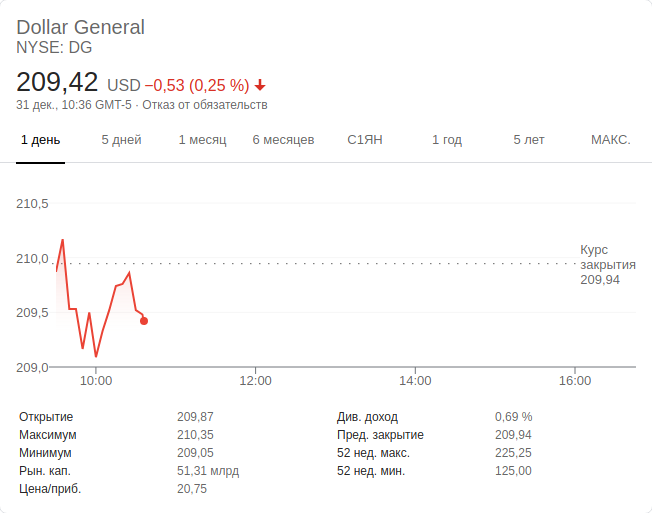 Dollar General
NYSE: DG
209,42 USD −0,53 (0,25 %)
31 дек., 10:36 GMT-5 · Отказ от обязательств
1 день 5 дней 1 месяц 6 месяцев С1ЯН 1 год 5 лет МАКС.
210,5
210,0
209,5
209,0
Курс
закрытия
209,94
10:00 12:00 14:00 16:00
Открытие 209,87 Див. доход 0,69 %
Максимум 210,35 Пред. закрытие 209,94
Минимум 209,05 52 нед. макс. 225,25
Рын. кап. 51,31 млрд 52 нед. мин. 125,00
Цена/приб. 20,75